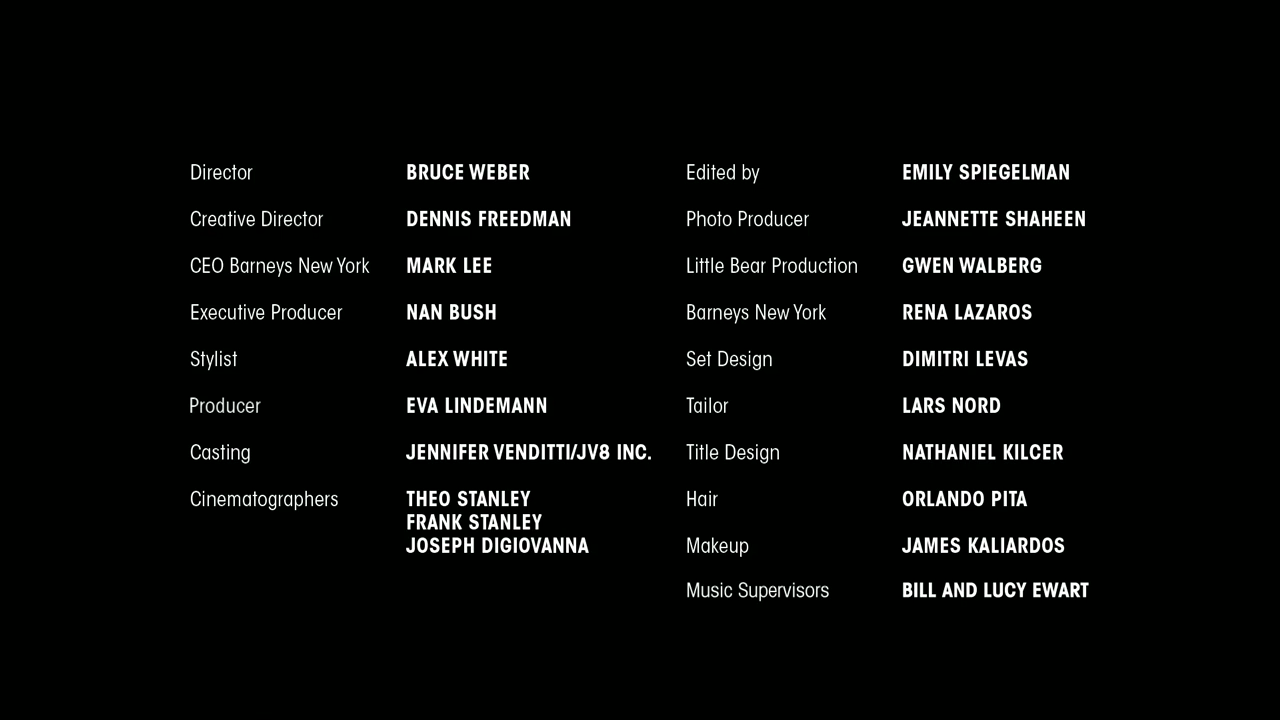 Director BRUCE WEBER
Creative Director DENNIS FREEDMAN
CEO Barneys New York MARK LEE
Executive Producer NAN BUSH
Stylist ALEX WHITE
Producer EVA LINDEMANN
Casting JENNIFER VENDITTI/JV8 INC.
Cinematographers THEO STANLEY
FRANK STANLEY
JOSEPH DIGIOVANNA
Edited by EMILY SPIEGELMAN
Photo Producer JEANNETTE SHAHEEN
Little Bear Production GWEN WALBERG
Barneys New York RENA LAZAROS
Set Design DIMITRI LEVAS
Tailor LARS NORD
Title Design NATHANIEL KILCER
Hair ORLANDO PITA
Makeup JAMES KALIARDOS
Music Supervisors BILL AND LUCY EWART